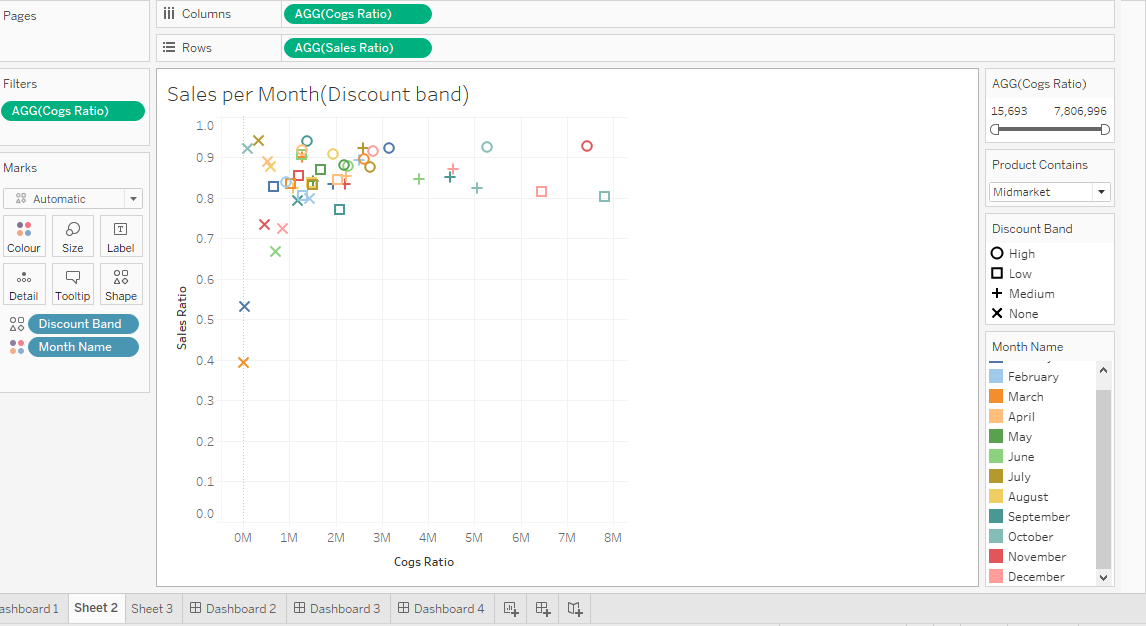 Pages
Columns
AGG(Cogs Ratio)
Rows
AGG(Sales Ratio)
Filters
AGG(Cogs Ratio)
Marks
Automatic
Colour
Size
Label
Detail
Tooltip
Shape
Discount Band
Month Name
Sales per Month(Discount band)
Sales Ratio
1.0
0.9
0.8
0.7
0.6
0.5
0.4
0.3
0.2
0.1
0.0
0M 1M 2M 3M 4M 5M 6M 7M 8M
Cogs Ratio
AGG(Cogs Ratio)
15,693 7,806,996
Product Contains
Midmarket
Discount Band
High
Low
Medium
None
Month Name
February
March
April
May
June
July
August
September
October
November
December
ashboard 1 Sheet 2 Sheet 3 Dashboard 2 Dashboard 3 Dashboard 4